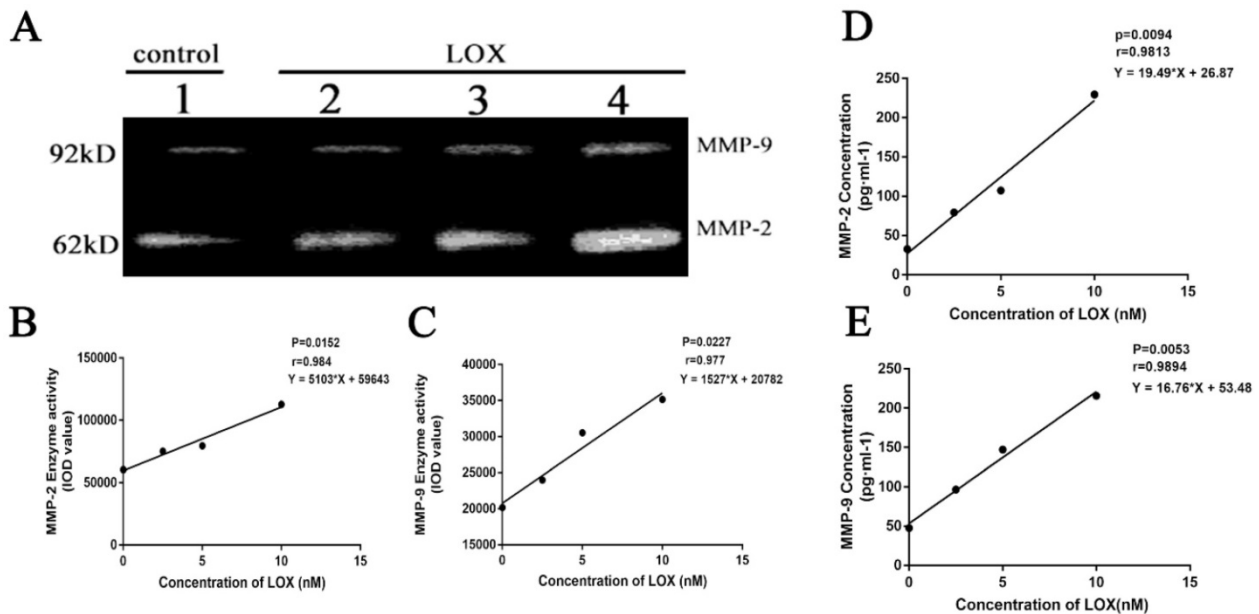 A
control
LOX
1 2 3 4
92kD
MMP-9
62kD
MMP-2
B
P=0.0152
r=0.984
Y = 5103*X + 59643
MMP-2 Enzyme activity
(IOD value)
150000
100000
50000
0
0 5 10 15
Concentration of LOX (nM)
C
P=0.0227
r=0.977
Y = 1527*X + 20782
MMP-9 Enzyme activity
(IOD value)
40000
35000
30000
25000
20000
15000
0 5 10 15
Concentration of LOX (nM)
D
p=0.0094
r=0.9813
Y = 19.49*X + 26.87
MMP-2 Concentration
(pg·ml-1)
250
200
150
100
50
0
0 5 10 15
Concentration of LOX (nM)
E
P=0.0053
r=0.9894
Y = 16.76*X + 53.48
MMP-9 Concentration
(pg·ml-1)
250
200
150
100
50
0
0 5 10 15
Concentration of LOX(nM)